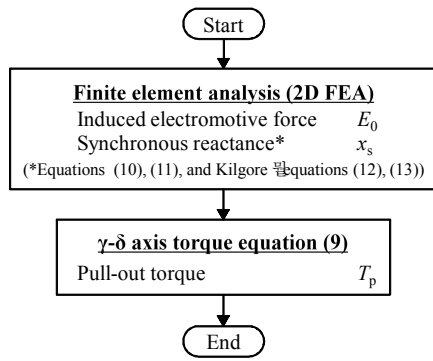 Start
Finite element analysis (2D FEA)
Induced electromotive force E0
Synchronous reactance* xs
(*Equations (10), (11), and Kilgore 뭩equations (12), (13))
γ-δ axis torque equation (9)
Pull-out torque Tp
End